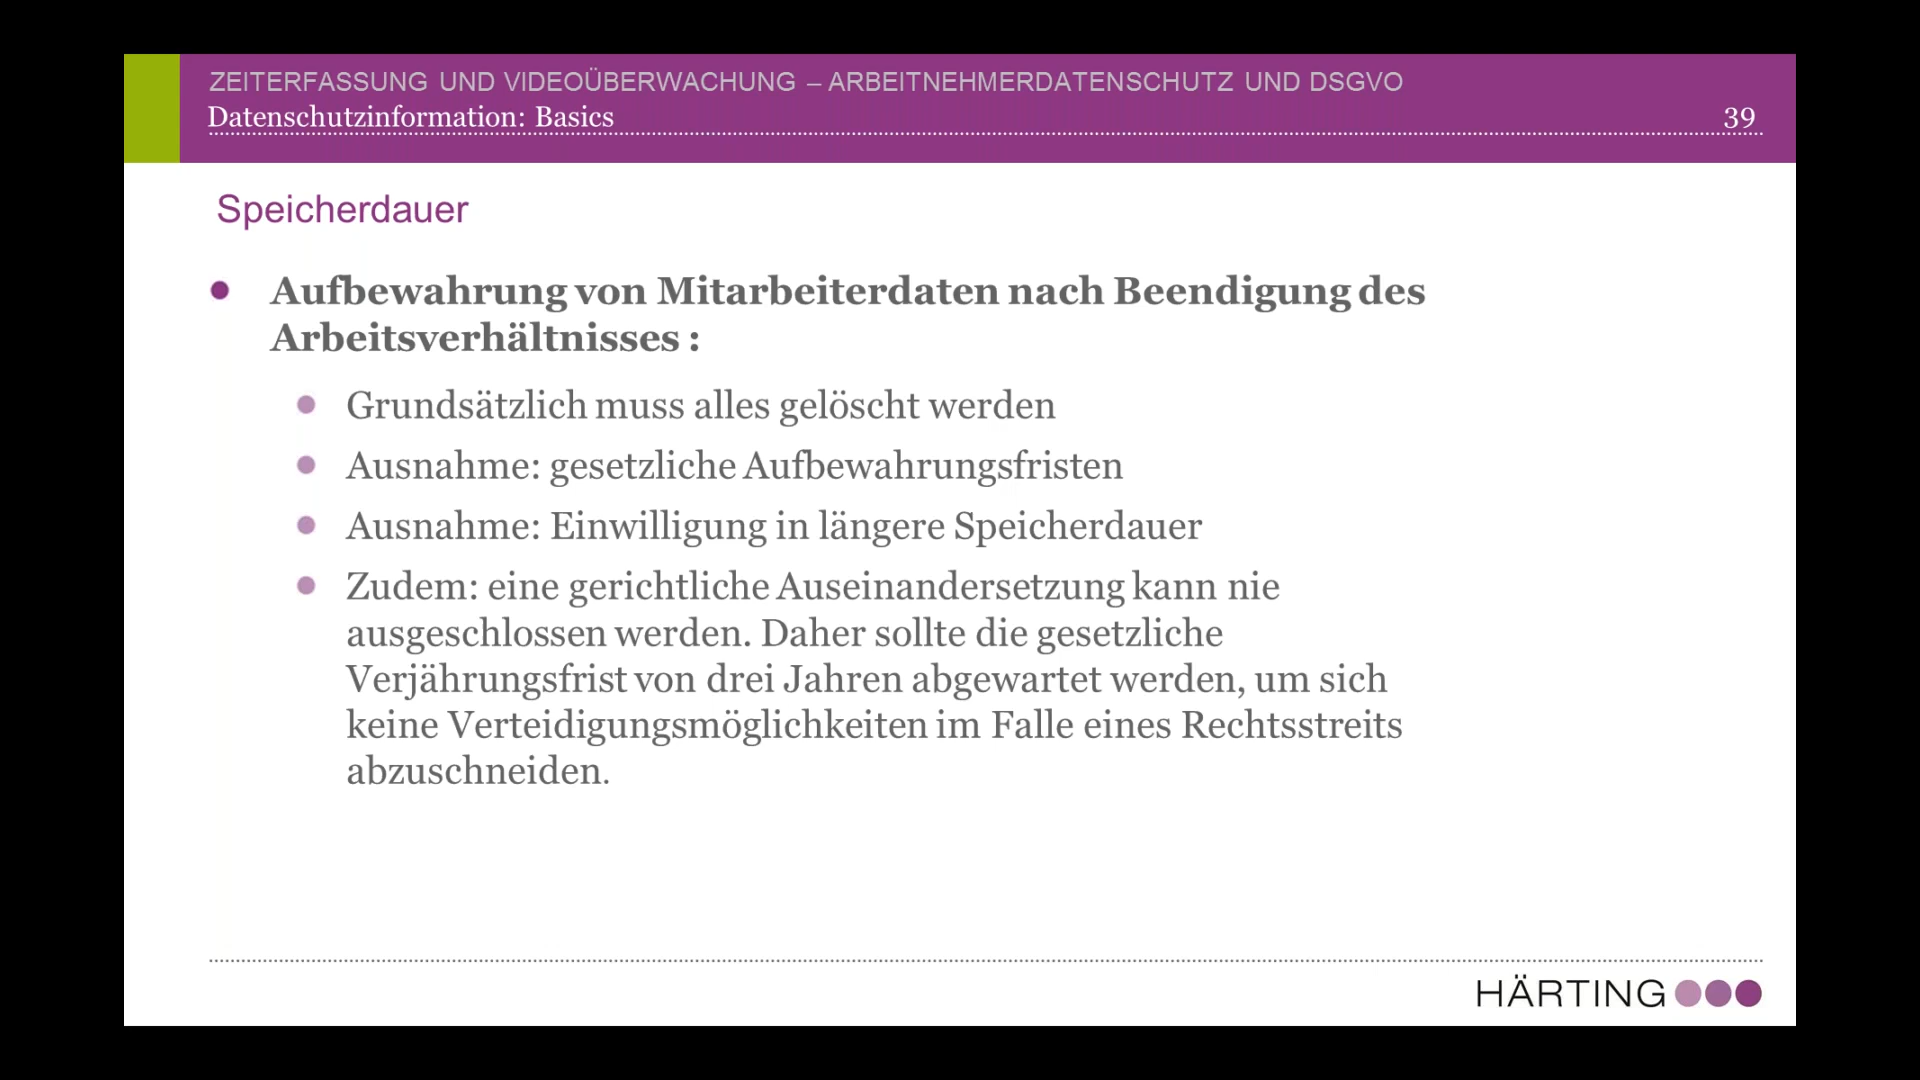 ZEITERFASSUNG UND VIDEOÜBERWACHUNG – ARBEITNEHMERDATENSCHUTZ UND DSGVO
Datenschutzinformation: Basics
39
Speicherdauer
Aufbewahrung von Mitarbeiterdaten nach Beendigung des
Arbeitsverhältnisses :
Grundsätzlich muss alles gelöscht werden
Ausnahme: gesetzliche Aufbewahrungsfristen
Ausnahme: Einwilligung in längere Speicherdauer
Zudem: eine gerichtliche Auseinandersetzung kann nie
ausgeschlossen werden. Daher sollte die gesetzliche
Verjährungsfrist von drei Jahren abgewartet werden, um sich
keine Verteidigungsmöglichkeiten im Falle eines Rechtsstreits
abzuschneiden.
HÄRTING